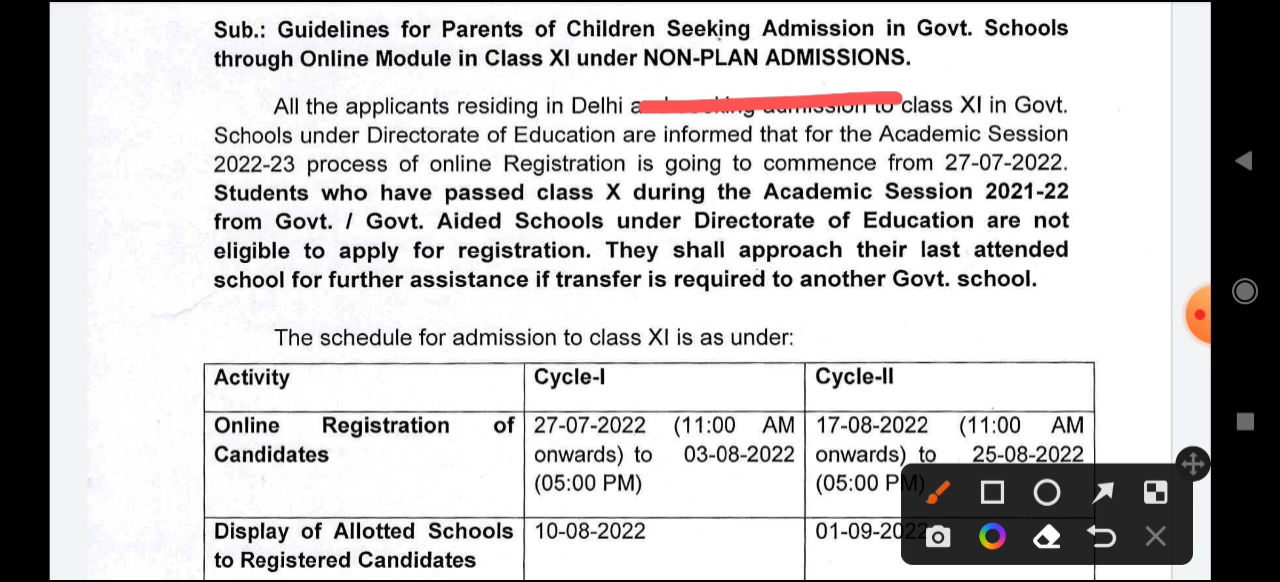 Sub.: Guidelines for Parents of Children Seeking Admission in Govt. Schools
through Online Module in Class XI under NON-PLAN ADMISSIONS.
All the applicants residing in Delhi admission to class XI in Govt.
Schools under Directorate of Education are informed that for the Academic Session
2022-23 process of online Registration is going to commence from 27-07-2022.
Students who have passed class X during the Academic Session 2021-22
from Govt. / Govt. Aided Schools under Directorate of Education are not
eligible to apply for registration. They shall approach their last attended
school for further assistance if transfer is required to another Govt. school.
The schedule for admission to class XI is as under:
Activity Cycle-I Cycle-II
Online Registration of 27-07-2022 (11:00 AM 17-08-2022 (11:00 AM
Candidates onwards) to 03-08-2022 onwards) to 25-08-2022
(05:00 PM) (05:00 PM)
Display of Allotted Schools 10-08-2022 01-09-2022
to Registered Candidates